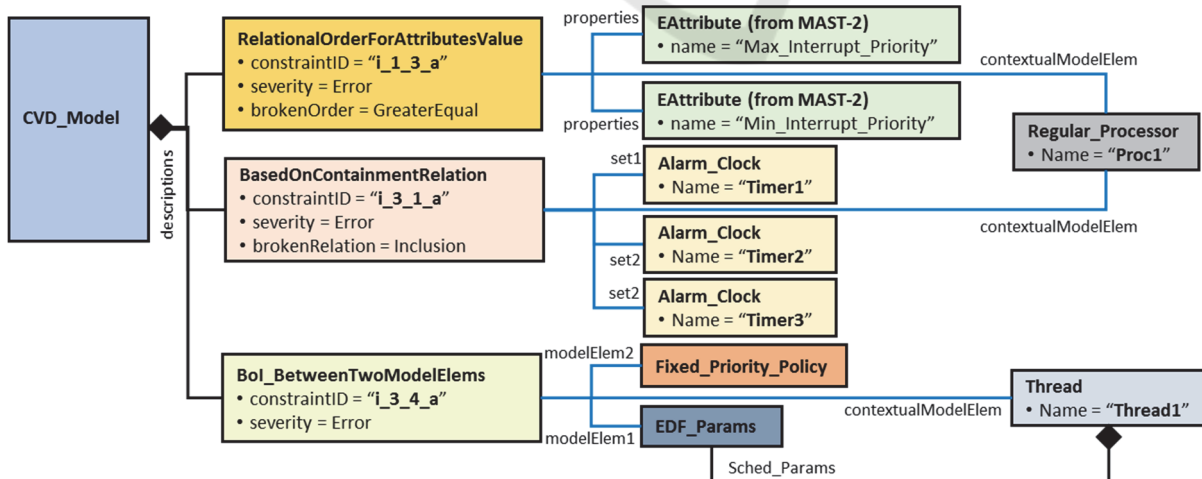 CVD_Model
descriptions
RelationalOrderForAttributesValue
• constraintID = “i_1_3_a”
• severity = Error
• brokenOrder = GreaterEqual
properties
EAttribute (from MAST-2)
• name = “Max_Interrupt_Priority”
contextualModelElem
properties
EAttribute (from MAST-2)
• name = “Min_Interrupt_Priority”
Regular_Processor
• Name = “Proc1”
BasedOnContainmentRelation
• constraintID = “i_3_1_a”
• severity = Error
• brokenRelation = Inclusion
set1
Alarm_Clock
• Name = “Timer1”
contextualModelElem
set2
Alarm_Clock
• Name = “Timer2”
set2
Alarm_Clock
• Name = “Timer3”
BoI_BetweenTwoModelElems
• constraintID = “i_3_4_a”
• severity = Error
modelElem2
Fixed_Priority_Policy
contextualModelElem
Thread
• Name = “Thread1”
modelElem1
EDF_Params
Sched_Params